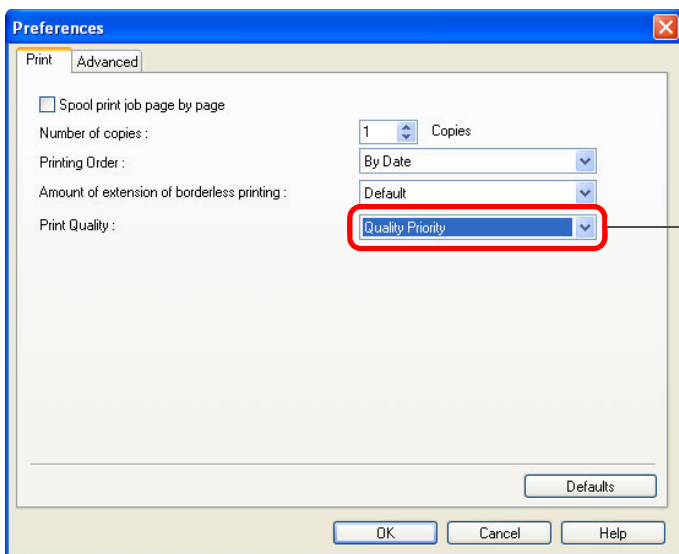 Preferences
Print Advanced
Spool print job page by page
Number of copies : 1 Copies
Printing Order : By Date
Amount of extension of borderless printing : Default
Print Quality : Quality Priority
Defaults
OK Cancel Help